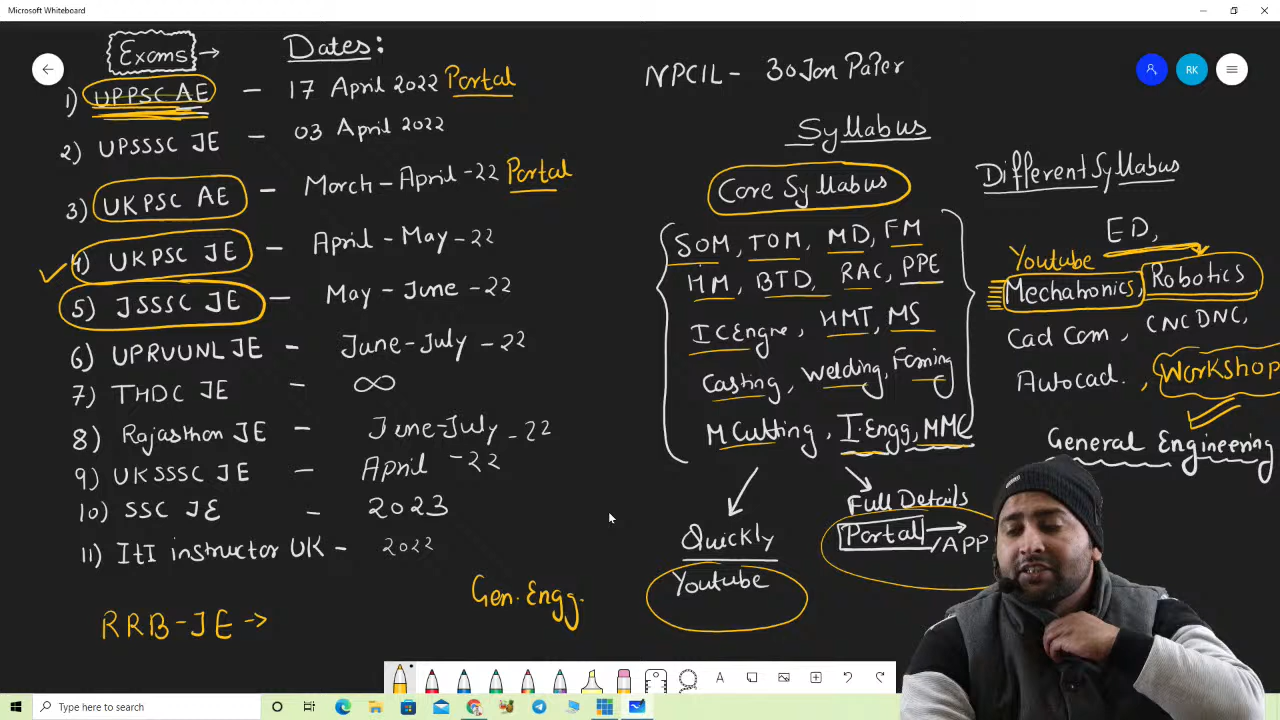 Microsoft Whiteboard
Exams → Dates:
1) UPPSC AE - 17 April 2022 Portal
2) UPSSSC JE - 03 April 2022
3) UKPSC AE - March-April-22 Portal
4) UKPSC JE - April-May-22
5) JSSSC JE - May-June-22
6) UPRVUNL JE - June-July-22
7) THDC JE - ∞
8) Rajasthan JE - June-July-22
9) UKSSSC JE - April-22
10) SSC JE - 2023
11) ItI instructor UK - 2022
Gen. Engg.
RRB-JE →
NPCIL - 30 Jan Paper
RK
Syllabus
Core Syllabus
SOM, TOM, MD, FM
HM, BTD, RAC, PPE
IC Engne, HMT, MS
Casting, Welding, Forming
M Cutting, I.Engg, MMC
Quickly
Youtube
Full Details
Portal /APP
Different Syllabus
ED,
Youtube
Mechatronics, Robotics
Cad Cam, CNC DNC,
Autocad., Workshop
General Engineering
Type here to search